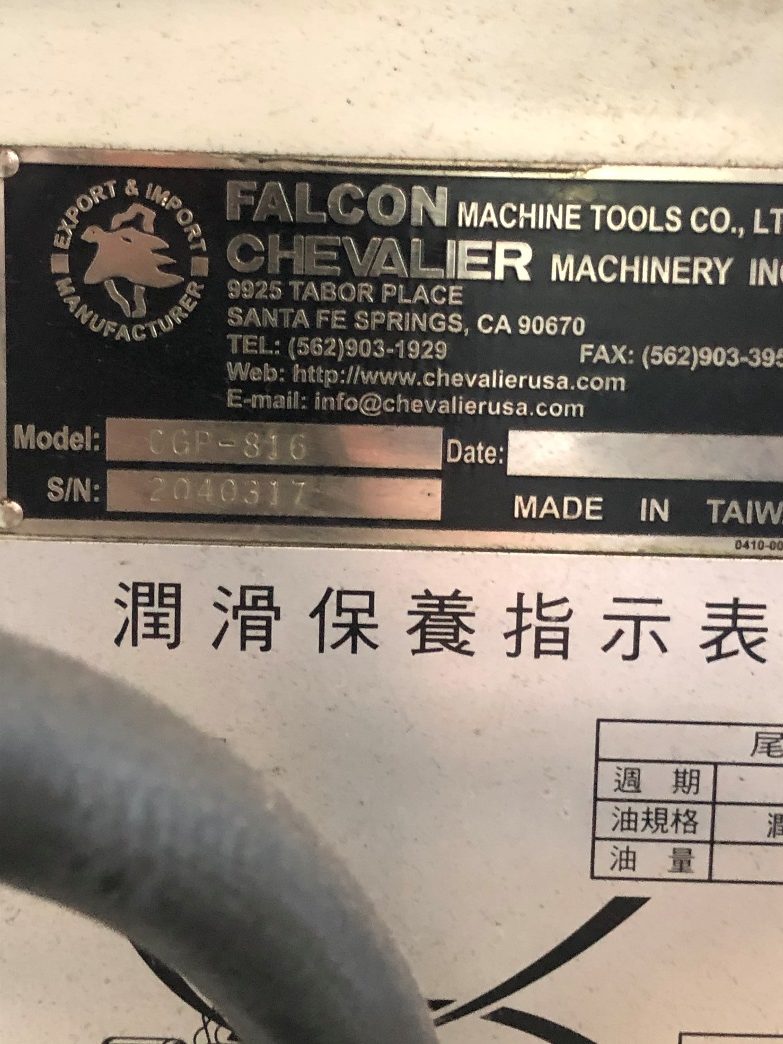 EXPORT & IMPORT
MANUFACTURER
FALCON MACHINE TOOLS CO., LT
CHEVALIER MACHINERY INC
9925 TABOR PLACE
SANTA FE SPRINGS, CA 90670
TEL: (562)903-1929 FAX: (562)903-395
Web: http://www.chevalierusa.com
E-mail: info@chevalierusa.com
Model: CGP-816 Date:
S/N: 2040317 MADE IN TAIW
0410-00
潤滑保養指示表
尾
週期
油規格 潤
油量